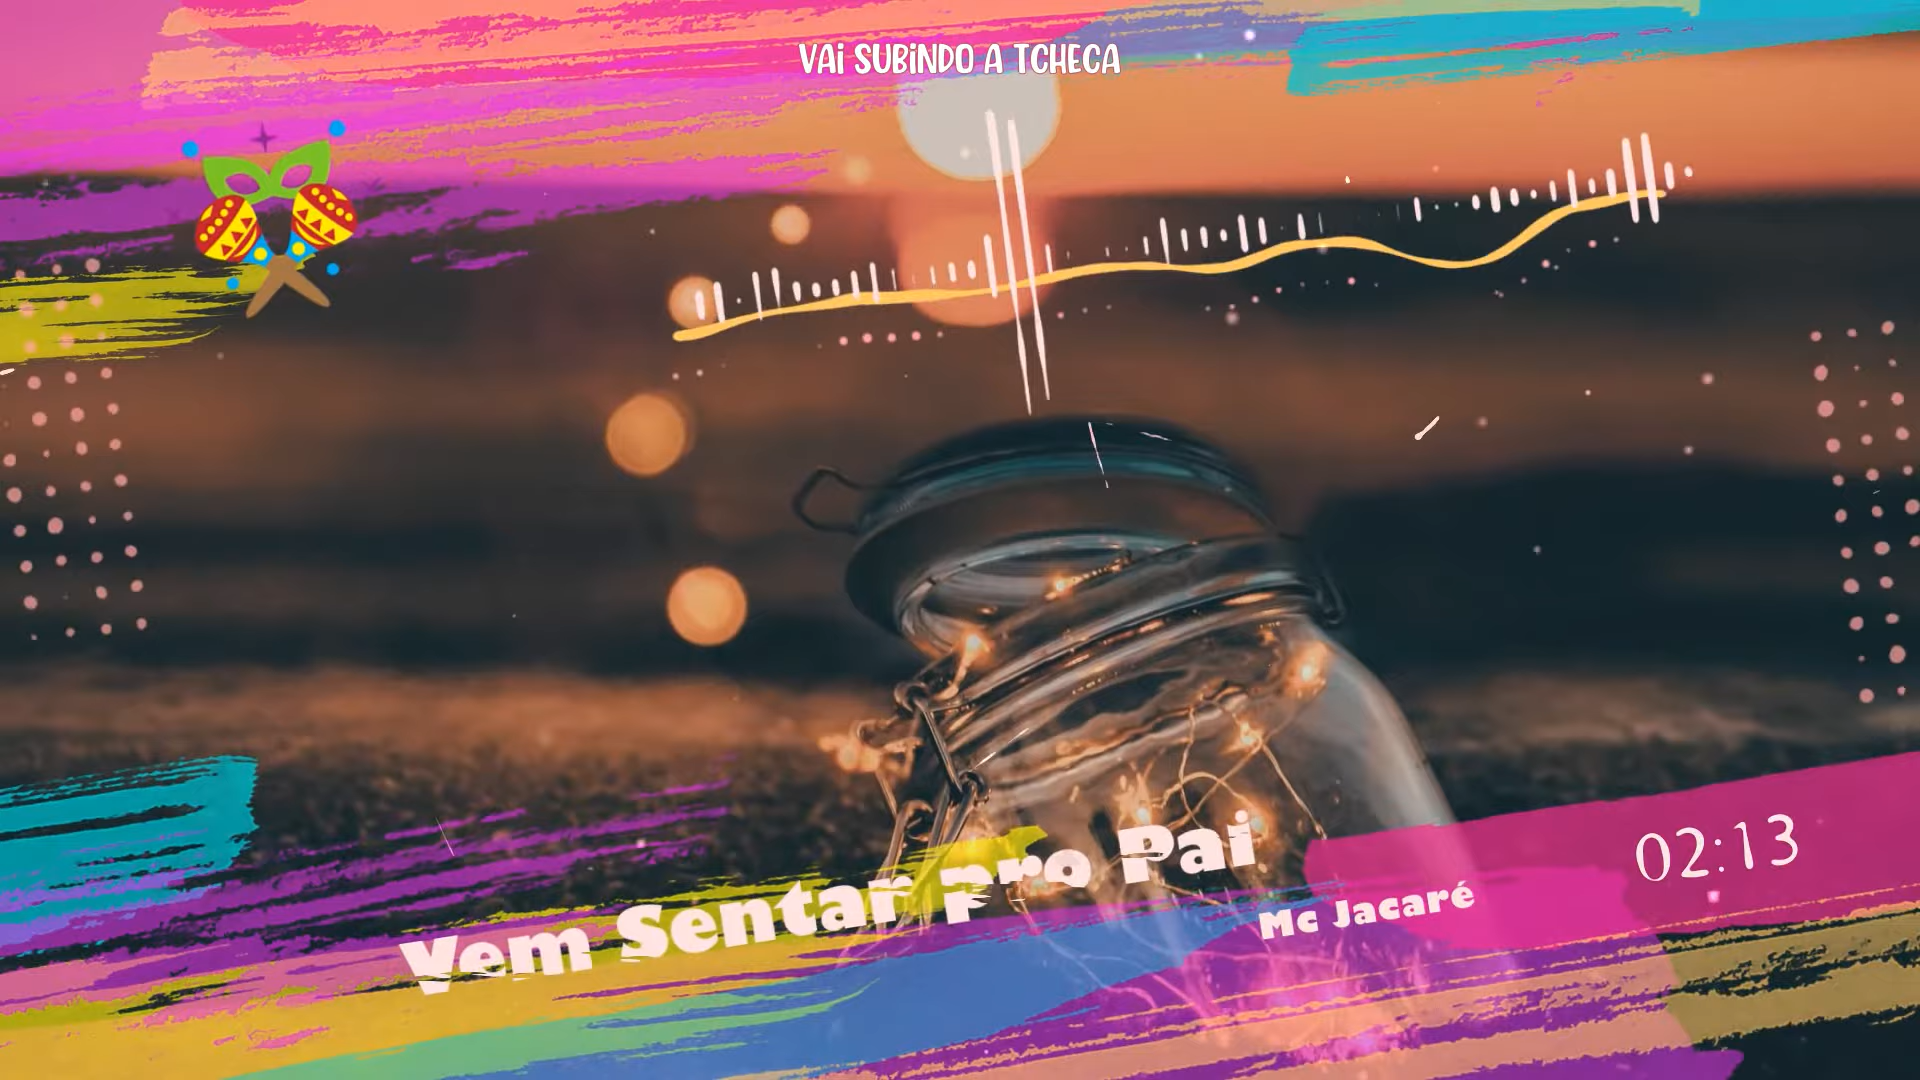 VAi SUBiNDO A TCHECA
Vem Sentar pro Pai
Mc Jacaré
02:13